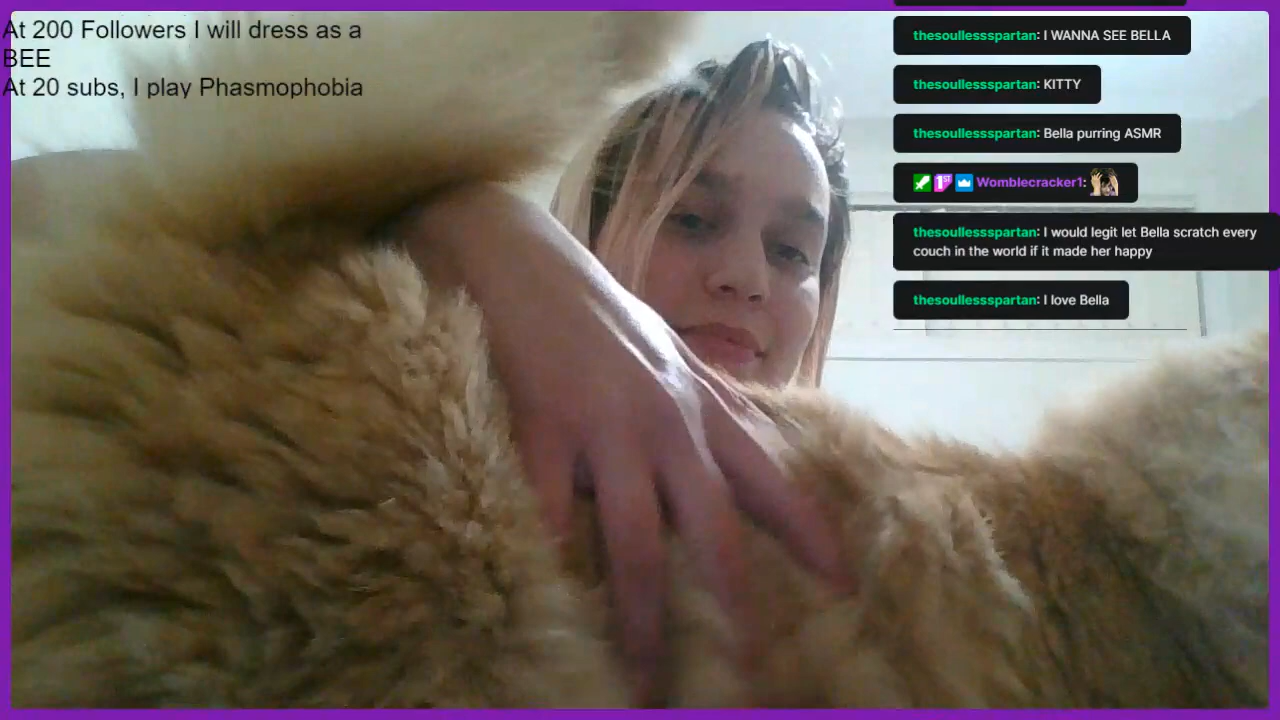 At 200 Followers I will dress as a
BEE
At 20 subs, I play Phasmophobia
thesoullessspartan: I WANNA SEE BELLA
thesoullessspartan: KITTY
thesoullessspartan: Bella purring ASMR
1ST Womblecracker1:
thesoullessspartan: I would legit let Bella scratch every
couch in the world if it made her happy
thesoullessspartan: I love Bella